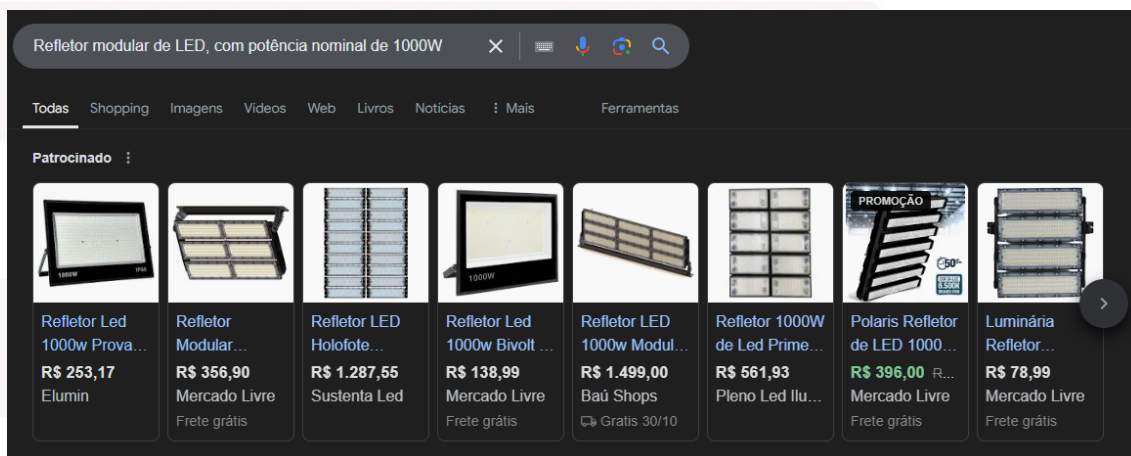 Refletor modular de LED, com potência nominal de 1000W
Todas Shopping Imagens Vídeos Web Livros Notícias Mais Ferramentas
Patrocinado
1000W IP66
1000W
PROMOÇÃO
50°
6.500K
Refletor Led
1000w Prova...
R$ 253,17
Elumin
Refletor
Modular...
R$ 356,90
Mercado Livre
Frete grátis
Refletor LED
Holofote...
R$ 1.287,55
Sustenta Led
Refletor Led
1000w Bivolt ...
R$ 138,99
Mercado Livre
Frete grátis
Refletor LED
1000w Modul...
R$ 1.499,00
Baú Shops
Gratis 30/10
Refletor 1000W
de Led Prime...
R$ 561,93
Pleno Led Ilu...
Polaris Refletor
de LED 1000...
R$ 396,00 R...
Mercado Livre
Frete grátis
Luminária
Refletor...
R$ 78,99
Mercado Livre
Frete grátis